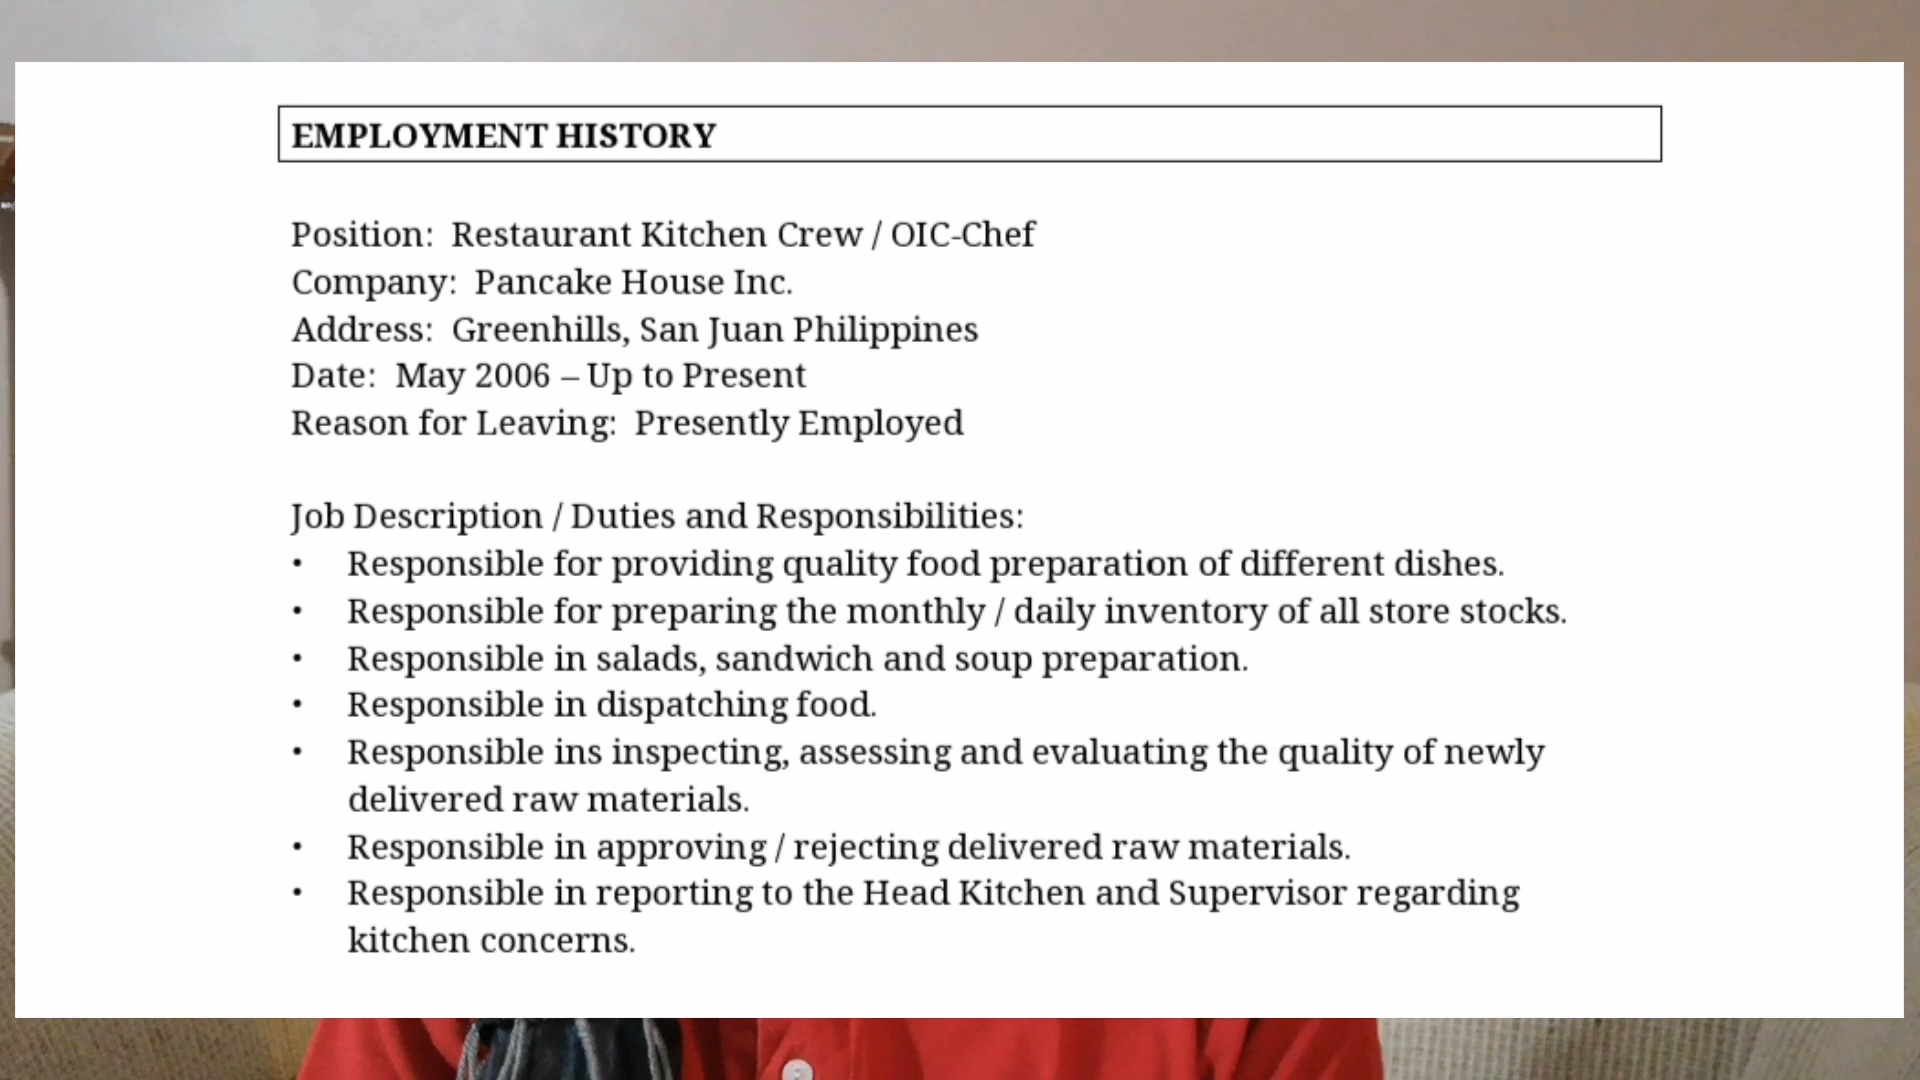 EMPLOYMENT HISTORY
Position: Restaurant Kitchen Crew / OIC-Chef
Company: Pancake House Inc.
Address: Greenhills, San Juan Philippines
Date: May 2006 – Up to Present
Reason for Leaving: Presently Employed
Job Description / Duties and Responsibilities:
• Responsible for providing quality food preparation of different dishes.
• Responsible for preparing the monthly / daily inventory of all store stocks.
• Responsible in salads, sandwich and soup preparation.
• Responsible in dispatching food.
• Responsible ins inspecting, assessing and evaluating the quality of newly
delivered raw materials.
• Responsible in approving / rejecting delivered raw materials.
• Responsible in reporting to the Head Kitchen and Supervisor regarding
kitchen concerns.